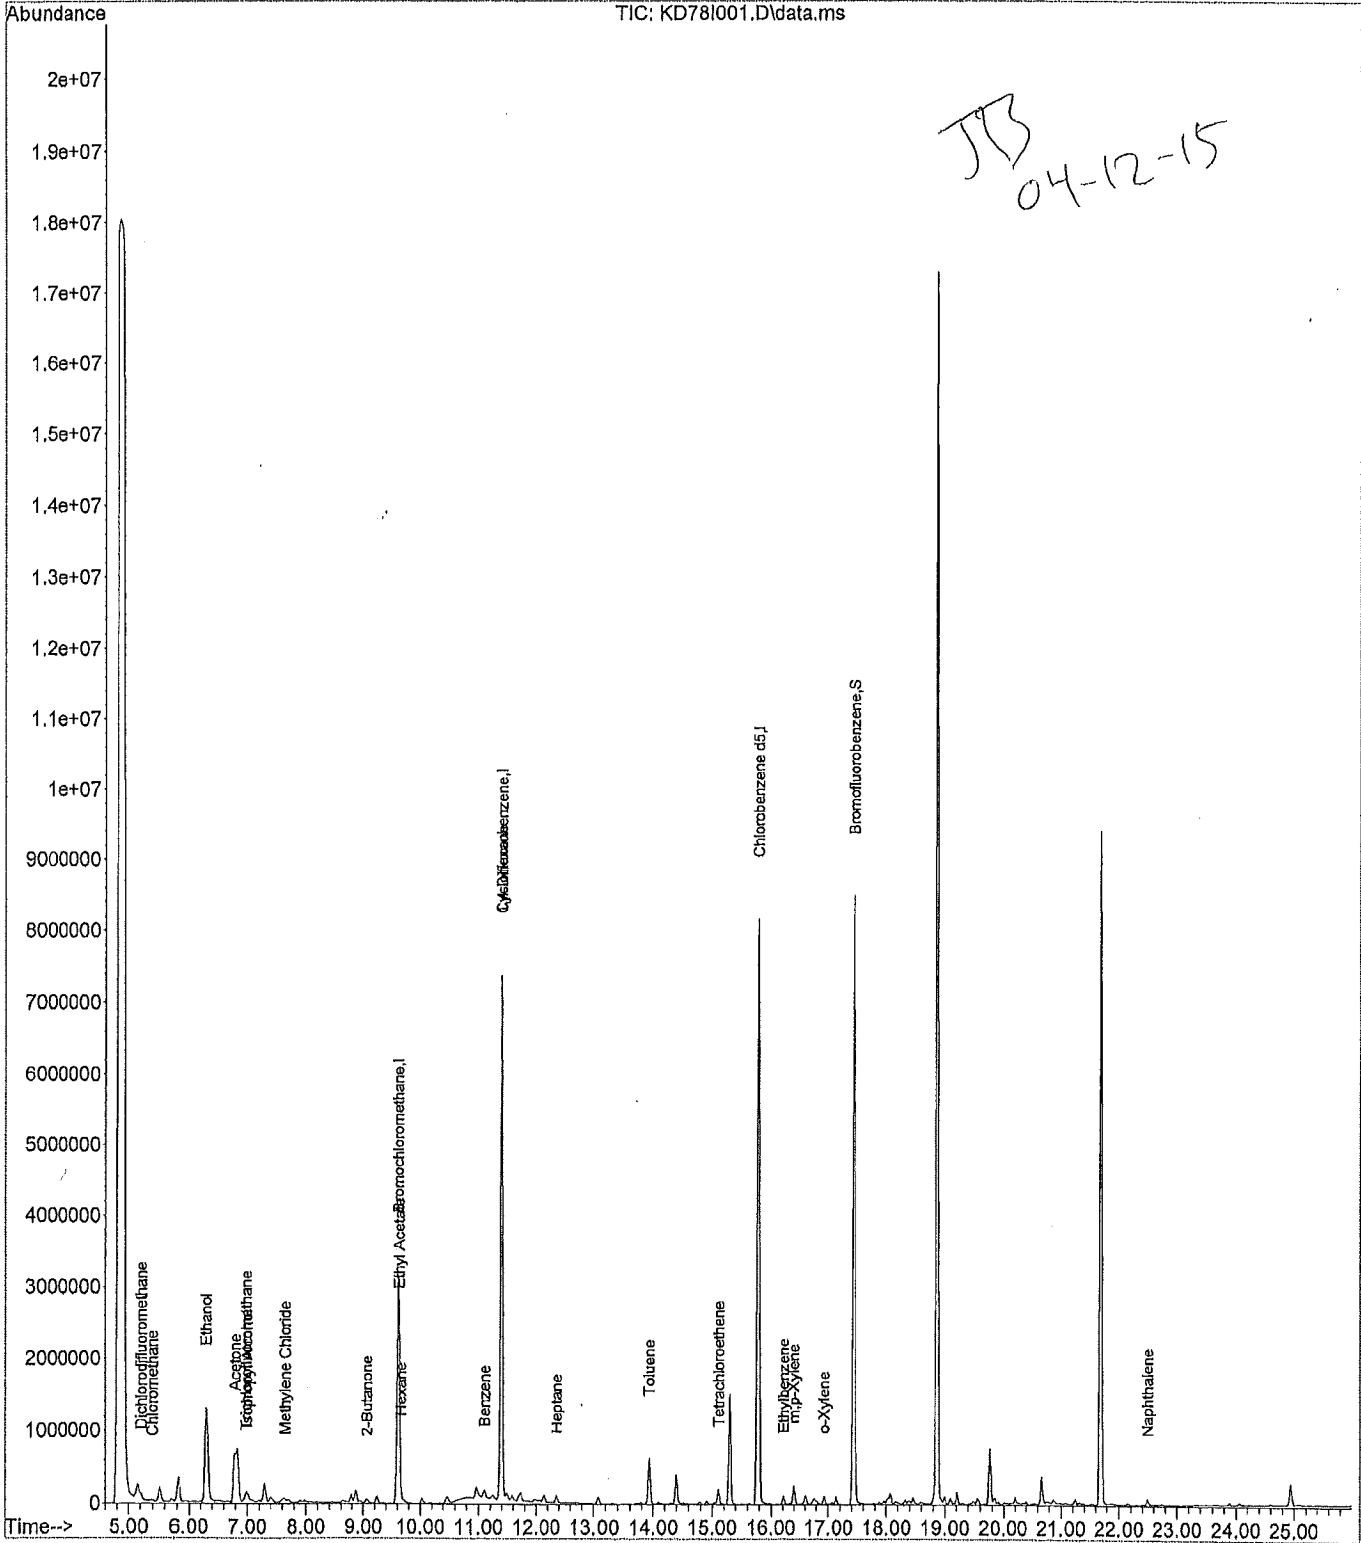 Abundance
TIC: KD78I001.D\data.ms
JB
04-12-15
2e+07
1.9e+07
1.8e+07
1.7e+07
1.6e+07
1.5e+07
1.4e+07
1.3e+07
1.2e+07
1.1e+07
1e+07
9000000
8000000
7000000
6000000
5000000
4000000
3000000
2000000
1000000
0
Dichlorodifluoromethane
Chloromethane
Ethanol
Acetone
Methylene Chloride
2-Butanone
Ethyl Acetate
Bromochloromethane,I
Hexane
Benzene
Heptane
Toluene
Tetrachloroethene
Chlorobenzene d5,I
Ethylbenzene
m,p-Xylene
o-Xylene
Bromofluorobenzene,S
Naphthalene
Time-->
5.00 6.00 7.00 8.00 9.00 10.00 11.00 12.00 13.00 14.00 15.00 16.00 17.00 18.00 19.00 20.00 21.00 22.00 23.00 24.00 25.00